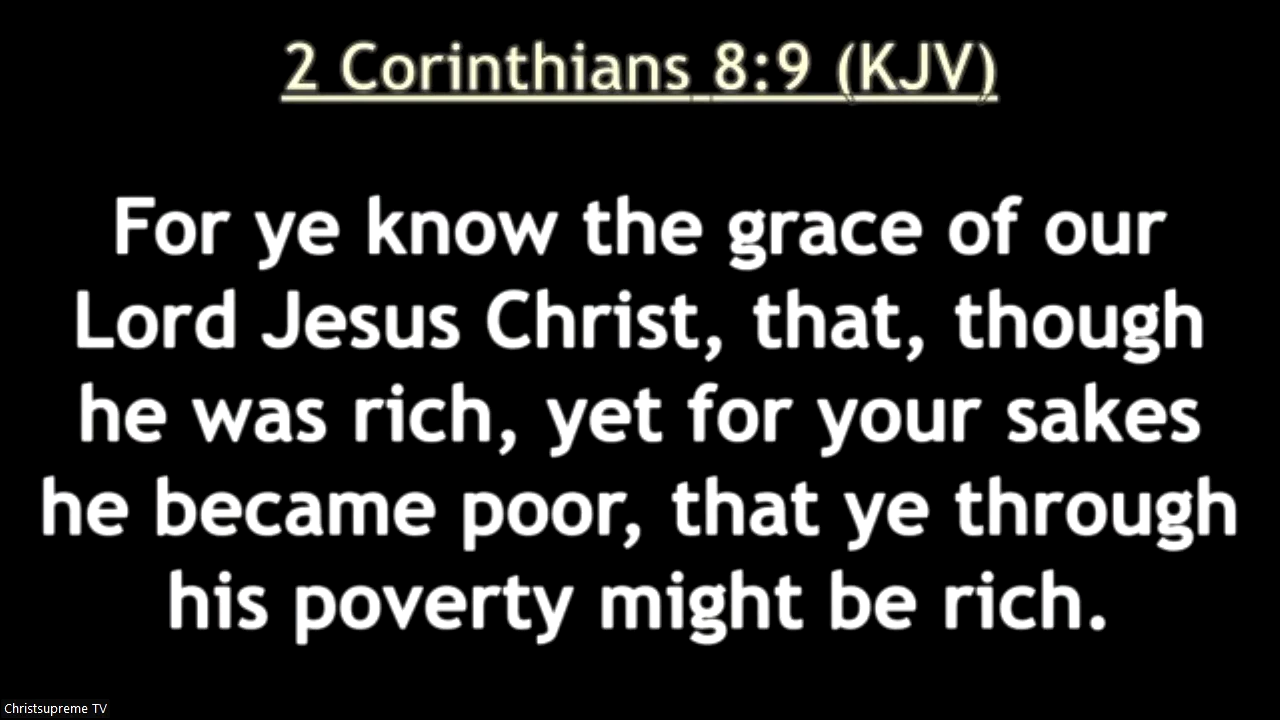 2 Corinthians 8:9 (KJV)
For ye know the grace of our
Lord Jesus Christ, that, though
he was rich, yet for your sakes
he became poor, that ye through
his poverty might be rich.
Christsupreme TV